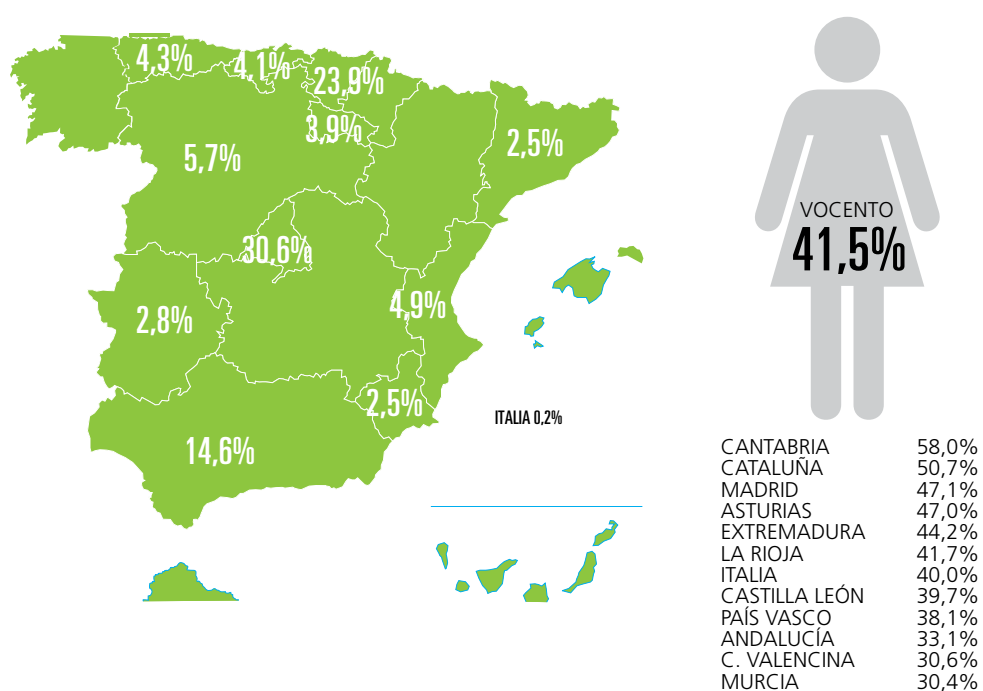 4,3%
4,1%
23,9%
3,9%
2,5%
5,7%
30,6%
4,9%
2,8%
2,5%
14,6%
ITALIA 0,2%
VOCENTO
41,5%
CANTABRIA 58,0%
CATALUÑA 50,7%
MADRID 47,1%
ASTURIAS 47,0%
EXTREMADURA 44,2%
LA RIOJA 41,7%
ITALIA 40,0%
CASTILLA LEÓN 39,7%
PAÍS VASCO 38,1%
ANDALUCÍA 33,1%
C. VALENCINA 30,6%
MURCIA 30,4%